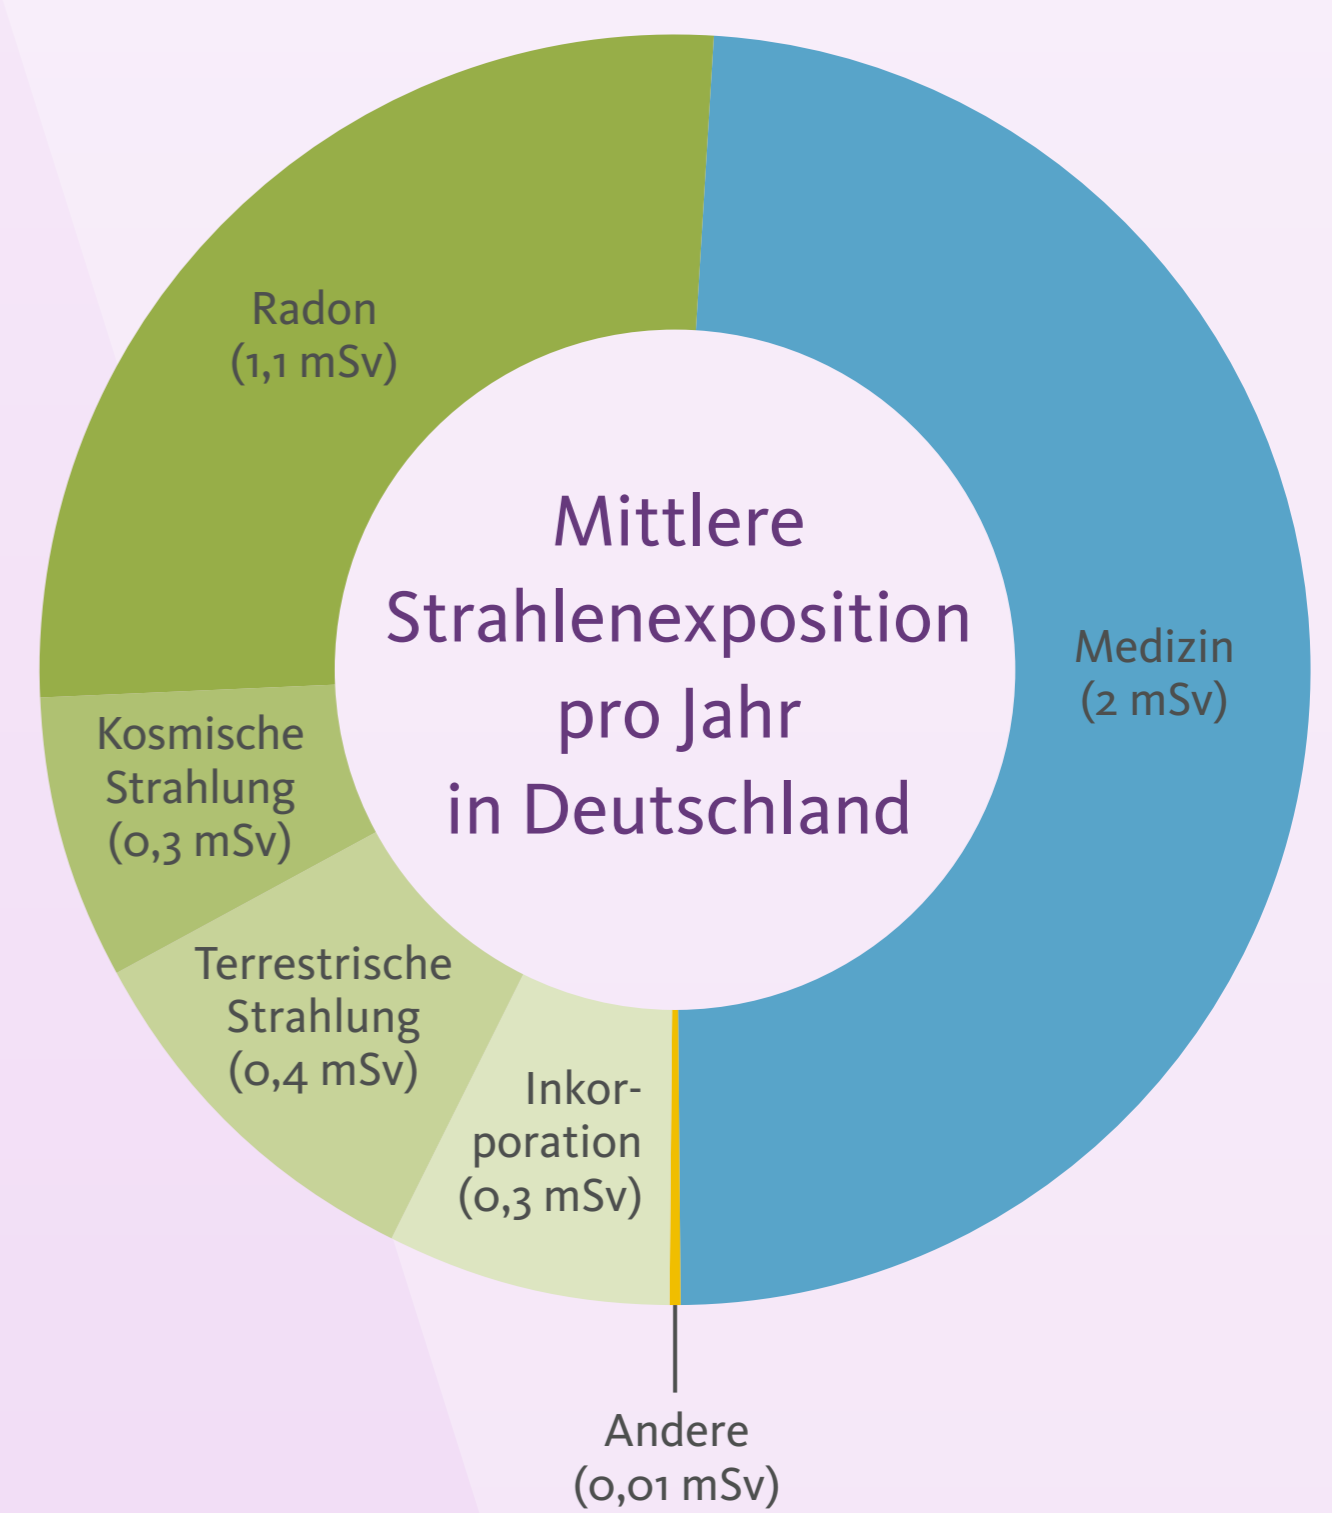 Radon
(1,1 mSv)
Mittlere
Strahlenexposition
pro Jahr
in Deutschland
Medizin
(2 mSv)
Kosmische
Strahlung
(0,3 mSv)
Terrestrische
Strahlung
(0,4 mSv)
Inkor-
poration
(0,3 mSv)
Andere
(0,01 mSv)